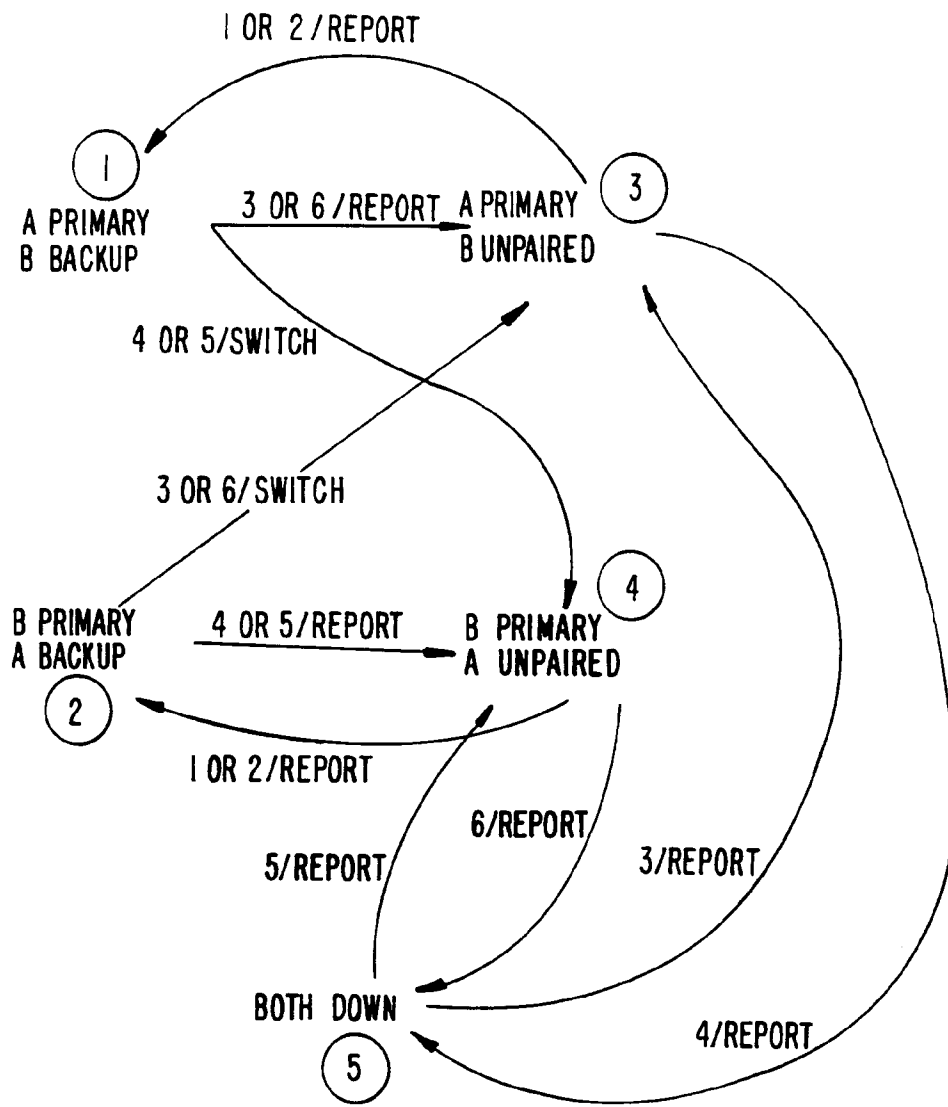 1 OR 2/REPORT
1
3
A PRIMARY
B BACKUP
3 OR 6/REPORT
A PRIMARY
B UNPAIRED
4 OR 5/SWITCH
3 OR 6/SWITCH
4
B PRIMARY
A BACKUP
4 OR 5/REPORT
B PRIMARY
A UNPAIRED
2
1 OR 2/REPORT
6/REPORT
5/REPORT
3/REPORT
BOTH DOWN
4/REPORT
5